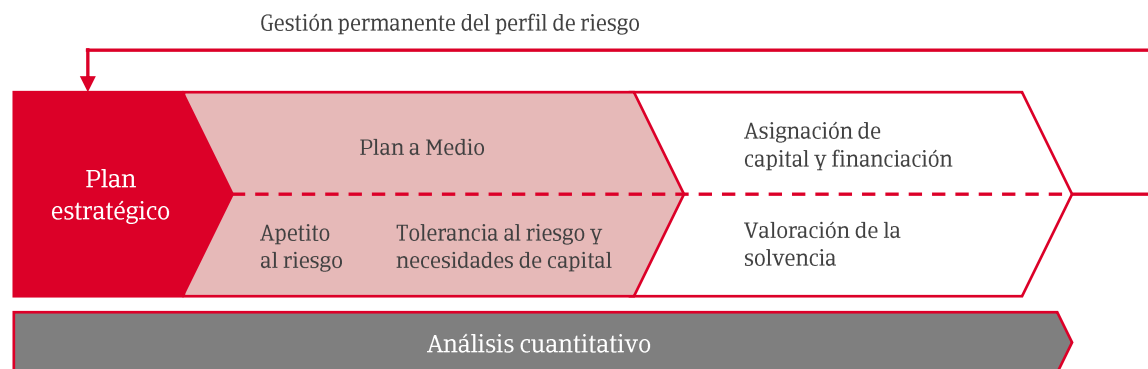 Gestión permanente del perfil de riesgo
Plan
estratégico
Plan a Medio
Apetito
al riesgo
Tolerancia al riesgo y
necesidades de capital
Asignación de
capital y financiación
Valoración de la
solvencia
Análisis cuantitativo